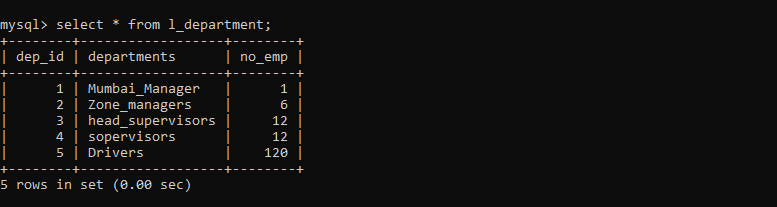 mysql> select * from l_department;
+--------+------------------+--------+
| dep_id | departments      | no_emp |
+--------+------------------+--------+
|      1 | Mumbai_Manager   |      1 |
|      2 | Zone_managers    |      6 |
|      3 | head_supervisors |     12 |
|      4 | sopervisors      |     12 |
|      5 | Drivers          |    120 |
+--------+------------------+--------+
5 rows in set (0.00 sec)